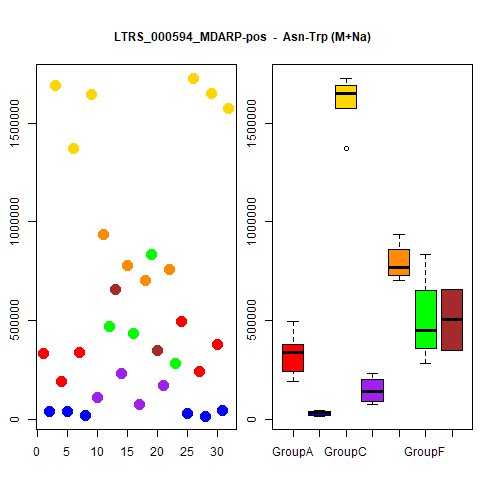 LTRS_000594_MDARP-pos - Asn-Trp (M+Na)
0 500000 1000000 1500000
0 5 10 15 20 25 30
0 500000 1000000 1500000
GroupA GroupC GroupF